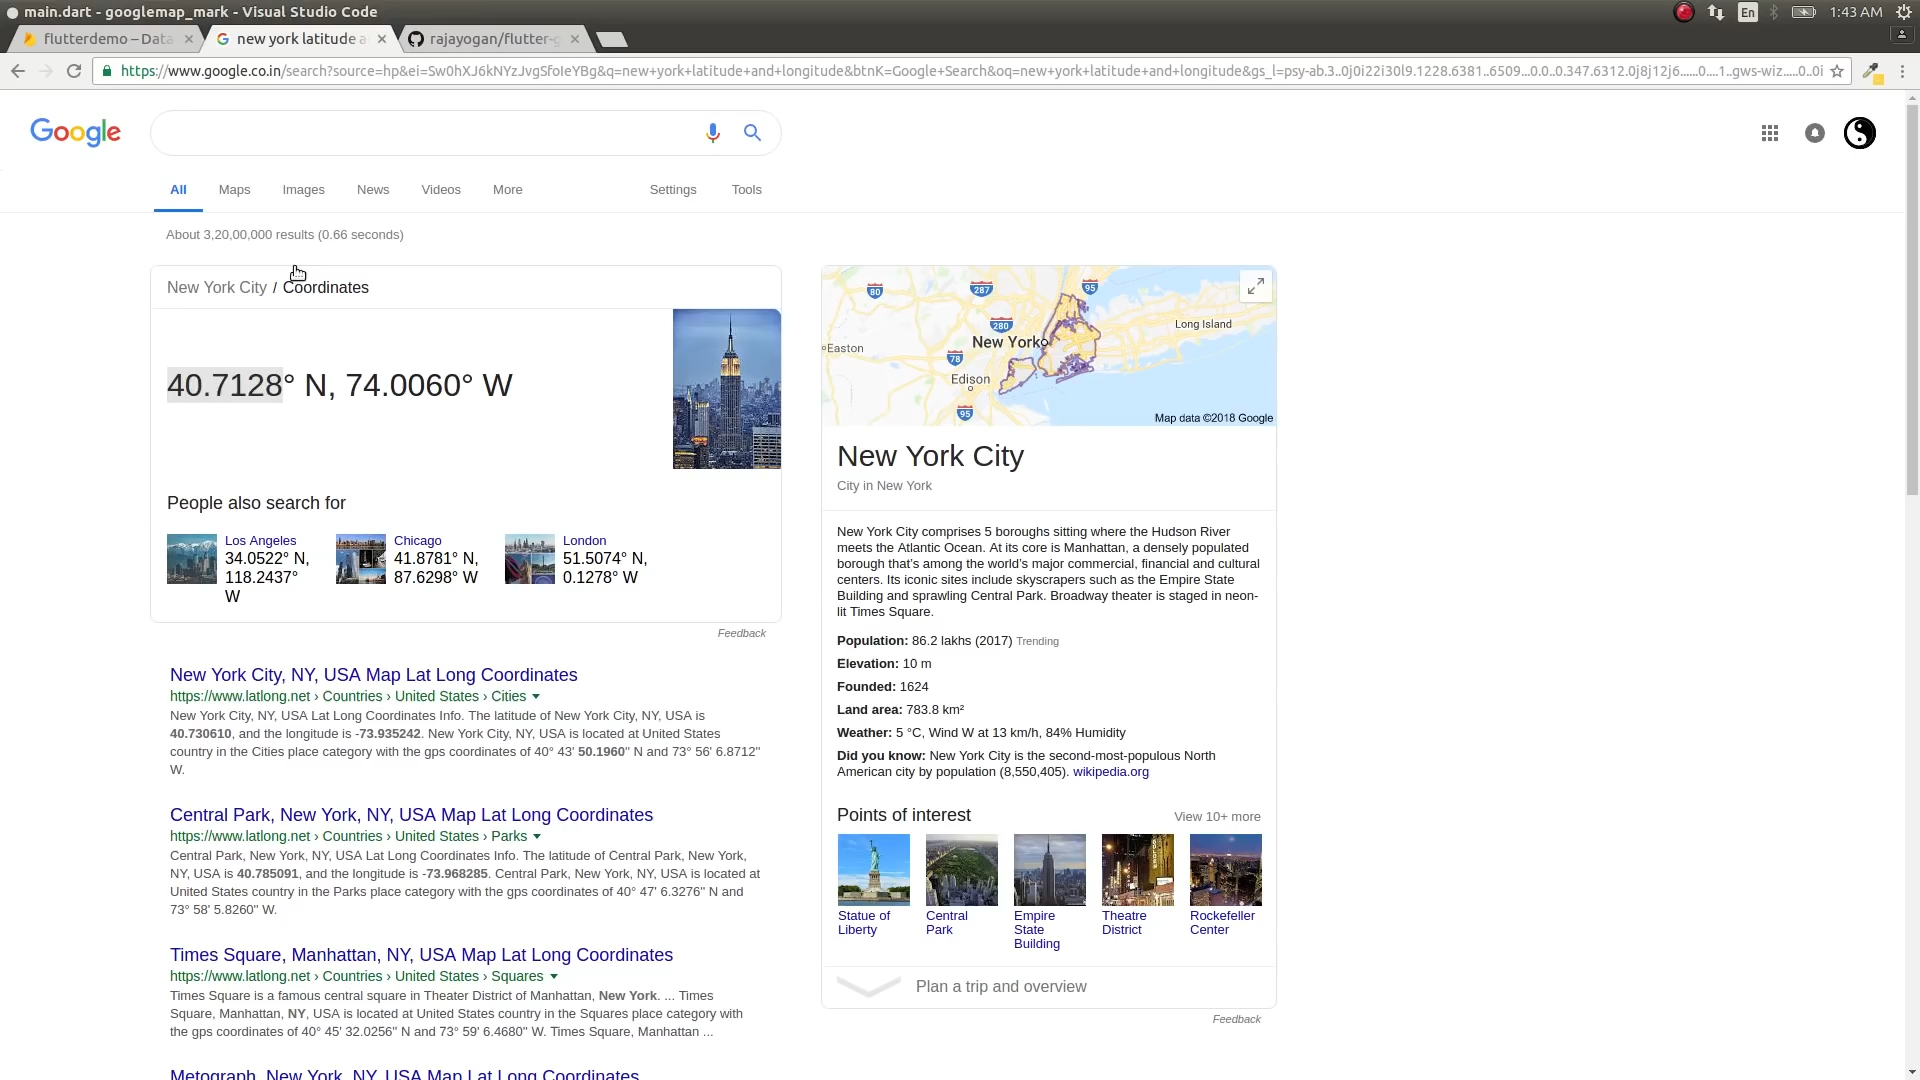 main.dart - googlemap_mark - Visual Studio Code
En
1:43 AM
flutterdemo – Data
new york latitude a
rajayogan/flutter-g
https://www.google.co.in/search?source=hp&ei=Sw0hXJ6kNYzJvgSfoIeYBg&q=new+york+latitude+and+longitude&btnK=Google+Search&oq=new+york+latitude+and+longitude&gs_l=psy-ab.3..0j0i22i30l9.1228.6381..6509...0.0..0.347.6312.0j8j12j6......0....1..gws-wiz.....0..0i
Google
All
Maps
Images
News
Videos
More
Settings
Tools
About 3,20,00,000 results (0.66 seconds)
New York City / Coordinates
40.7128° N, 74.0060° W
People also search for
Los Angeles
34.0522° N,
118.2437°
W
Chicago
41.8781° N,
87.6298° W
London
51.5074° N,
0.1278° W
Feedback
New York City, NY, USA Map Lat Long Coordinates
https://www.latlong.net › Countries › United States › Cities
New York City, NY, USA Lat Long Coordinates Info. The latitude of New York City, NY, USA is
40.730610, and the longitude is -73.935242. New York City, NY, USA is located at United States
country in the Cities place category with the gps coordinates of 40° 43' 50.1960'' N and 73° 56' 6.8712''
W.
Central Park, New York, NY, USA Map Lat Long Coordinates
https://www.latlong.net › Countries › United States › Parks
Central Park, New York, NY, USA Lat Long Coordinates Info. The latitude of Central Park, New York,
NY, USA is 40.785091, and the longitude is -73.968285. Central Park, New York, NY, USA is located at
United States country in the Parks place category with the gps coordinates of 40° 47' 6.3276'' N and
73° 58' 5.8260'' W.
Times Square, Manhattan, NY, USA Map Lat Long Coordinates
https://www.latlong.net › Countries › United States › Squares
Times Square is a famous central square in Theater District of Manhattan, New York. ... Times
Square, Manhattan, NY, USA is located at United States country in the Squares place category with
the gps coordinates of 40° 45' 32.0256'' N and 73° 59' 6.4680'' W. Times Square, Manhattan ...
Metograph, New York, NY, USA Map Lat Long Coordinates
80
287
95
280
Long Island
New York
Easton
78
Edison
95
Map data ©2018 Google
New York City
City in New York
New York City comprises 5 boroughs sitting where the Hudson River
meets the Atlantic Ocean. At its core is Manhattan, a densely populated
borough that's among the world's major commercial, financial and cultural
centers. Its iconic sites include skyscrapers such as the Empire State
Building and sprawling Central Park. Broadway theater is staged in neon-
lit Times Square.
Population: 86.2 lakhs (2017) Trending
Elevation: 10 m
Founded: 1624
Land area: 783.8 km²
Weather: 5 °C, Wind W at 13 km/h, 84% Humidity
Did you know: New York City is the second-most-populous North
American city by population (8,550,405). wikipedia.org
Points of interest
View 10+ more
Statue of
Liberty
Central
Park
Empire
State
Building
Theatre
District
Rockefeller
Center
Plan a trip and overview
Feedback